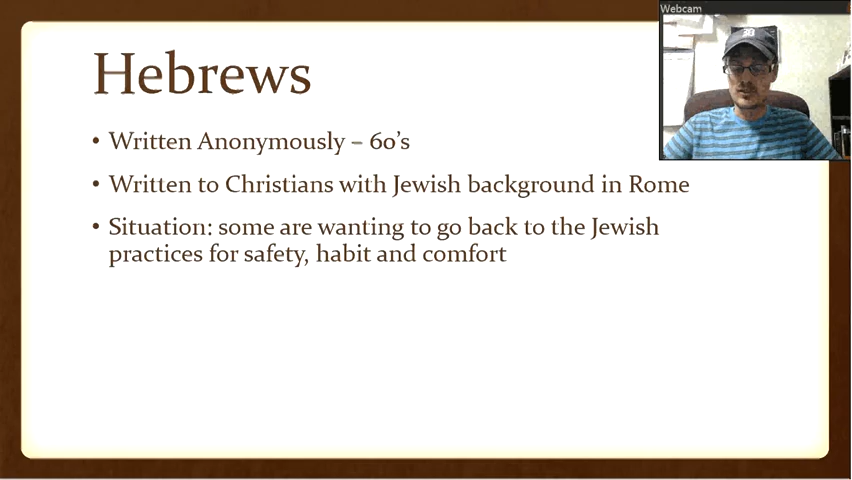 Webcam
Hebrews
• Written Anonymously – 60's
• Written to Christians with Jewish background in Rome
• Situation: some are wanting to go back to the Jewish
practices for safety, habit and comfort